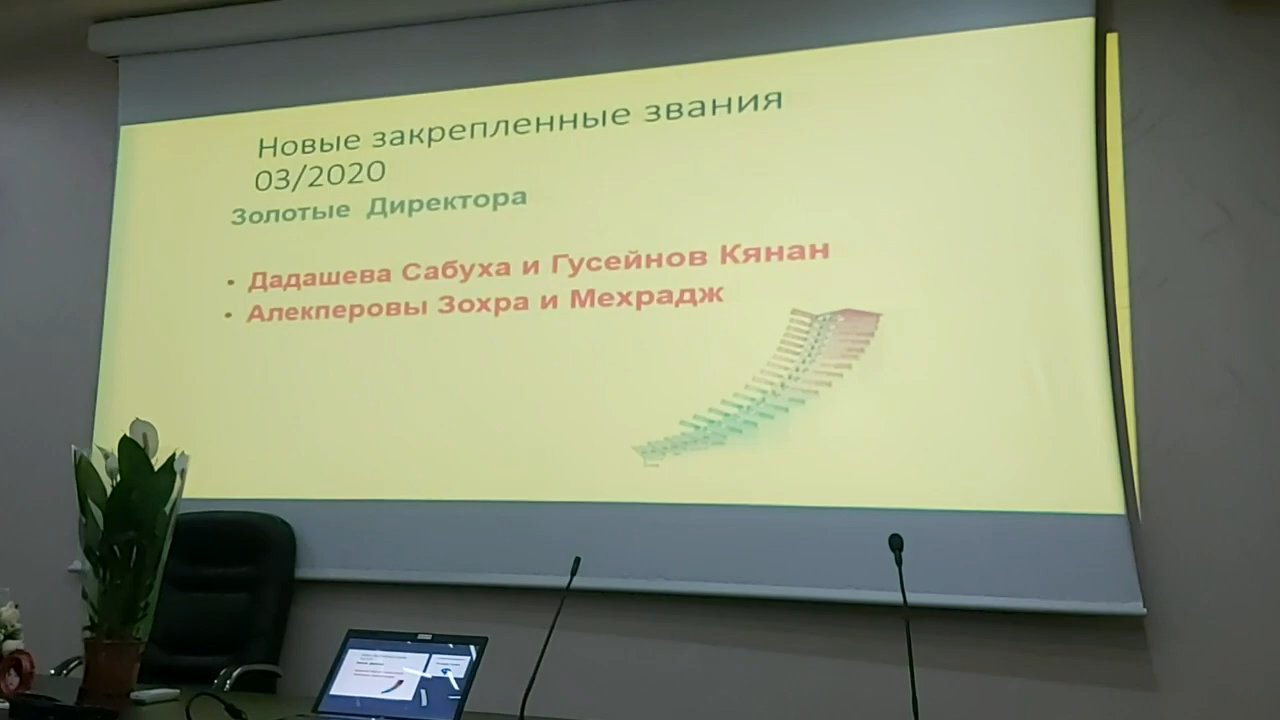 Новые закрепленные звания
03/2020
Золотые Директора
• Дадашева Сабуха и Гусейнов Кянан
• Алекперовы Зохра и Мехрадж